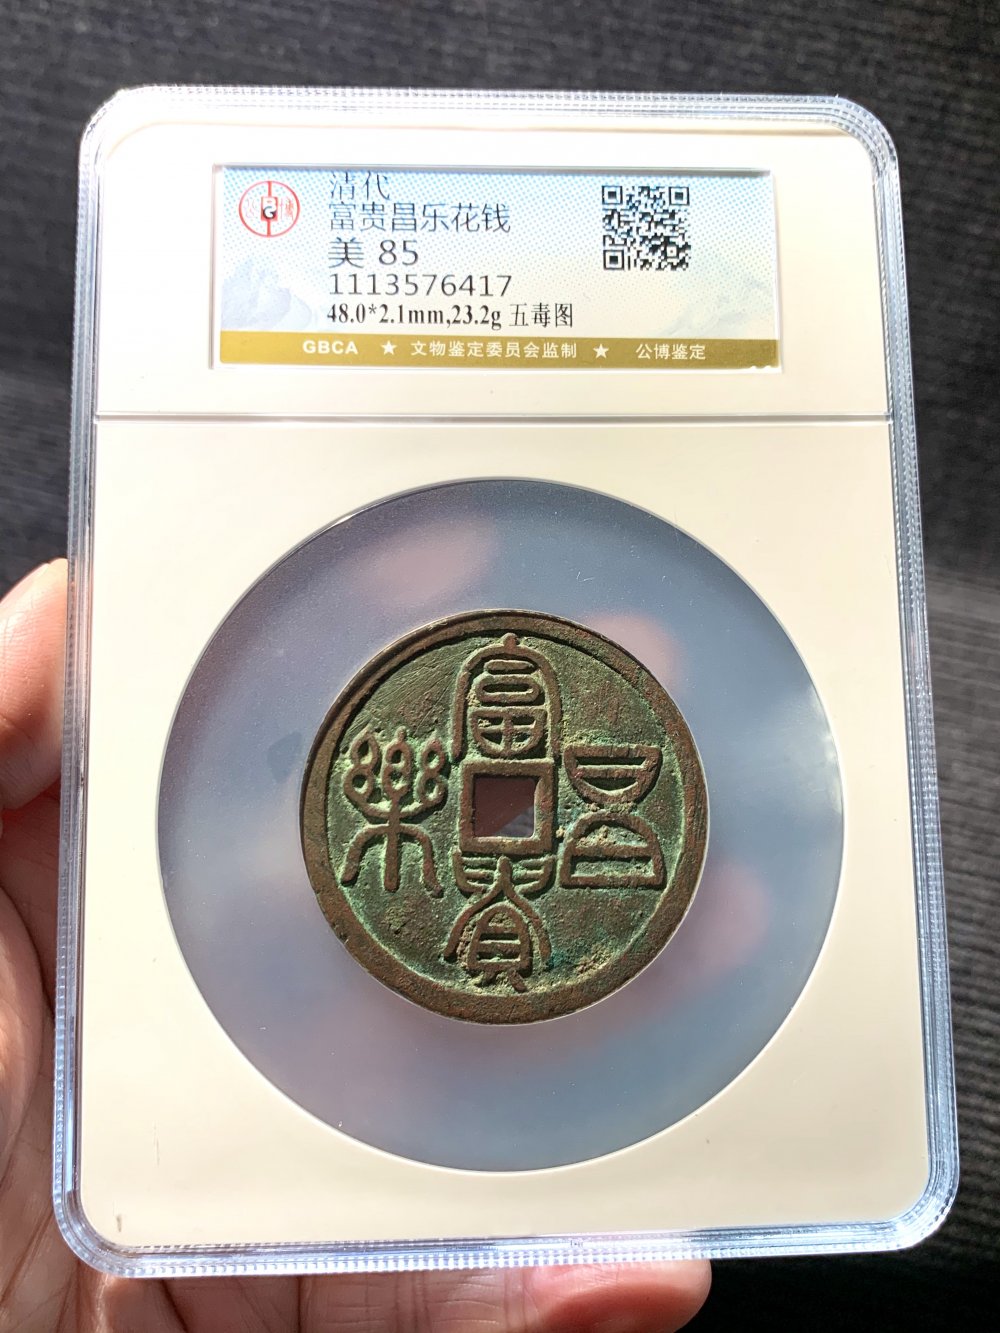 清代
富贵昌乐花钱
美 85
1113576417
48.0*2.1mm,23.2g 五毒图
GBCA ★ 文物鉴定委员会监制 ★ 公博鉴定
富
樂 昌
貴